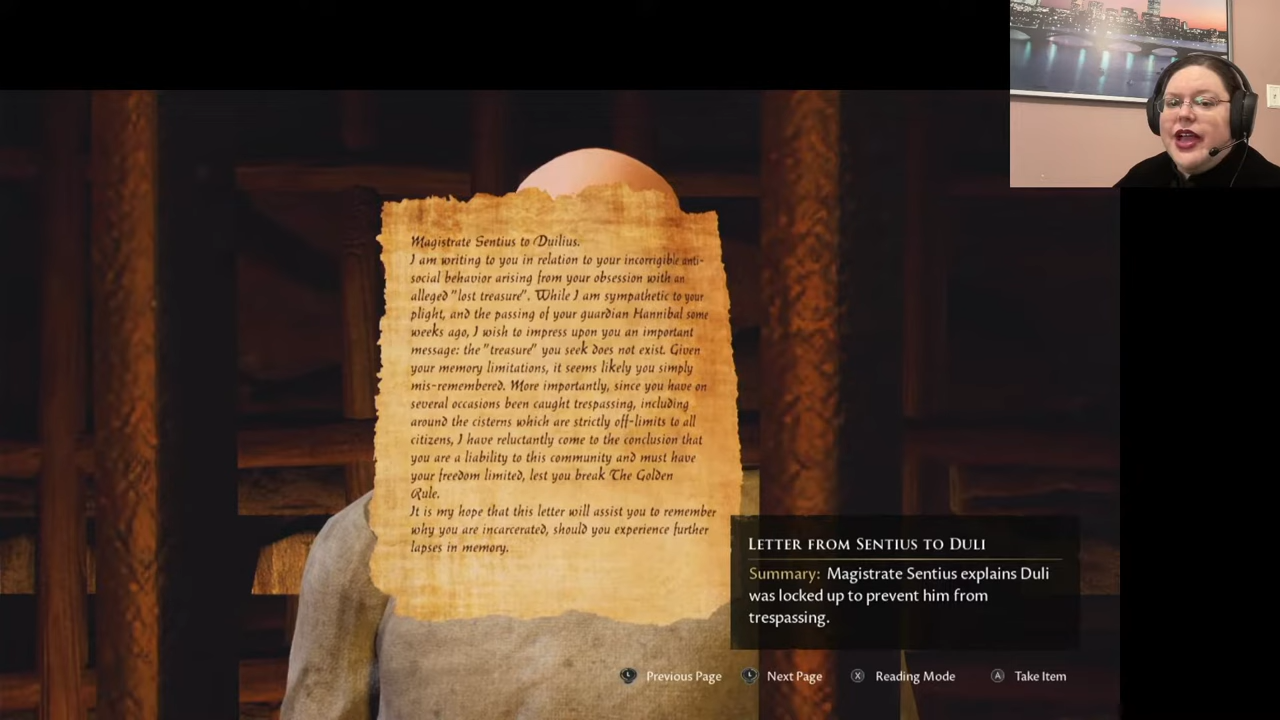 Magistrate Sentius to Duilius.
I am writing to you in relation to your incorrigible anti-
social behavior arising from your obsession with an
alleged "lost treasure". While I am sympathetic to your
plight, and the passing of your guardian Hannibal some
weeks ago, I wish to impress upon you an important
message: the "treasure" you seek does not exist. Given
your memory limitations, it seems likely you simply
mis-remembered. More importantly, since you have on
several occasions been caught trespassing, including
around the cisterns which are strictly off-limits to all
citizens, I have reluctantly come to the conclusion that
you are a liability to this community and must have
your freedom limited, lest you break The Golden
Rule.
It is my hope that this letter will assist you to remember
why you are incarcerated, should you experience further
lapses in memory.
LETTER FROM SENTIUS TO DULI
Summary: Magistrate Sentius explains Duli
was locked up to prevent him from
trespassing.
L Previous Page L Next Page X Reading Mode A Take Item